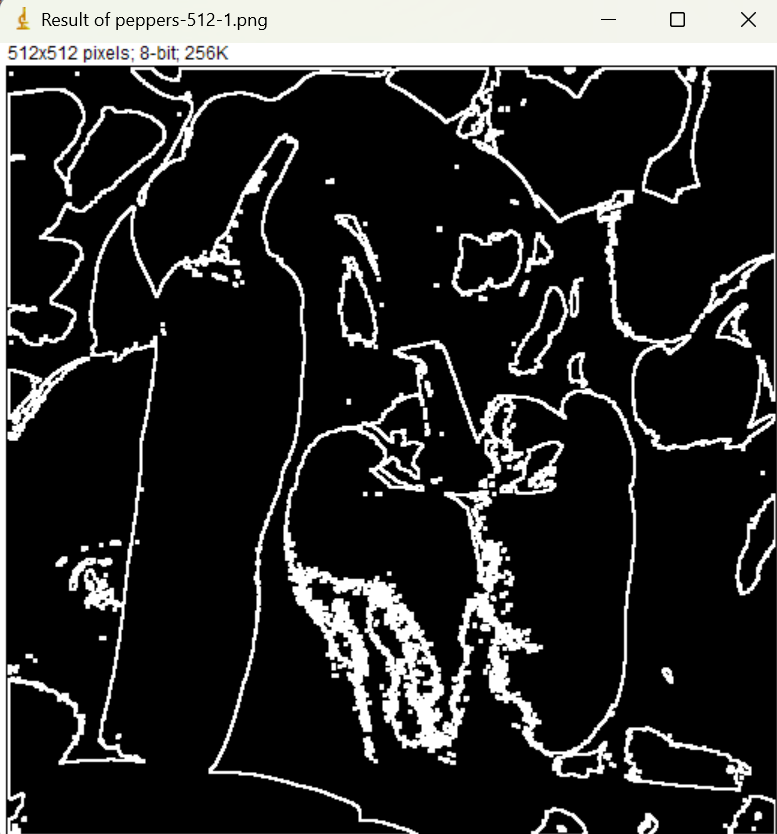 Result of peppers-512-1.png
512x512 pixels; 8-bit; 256K